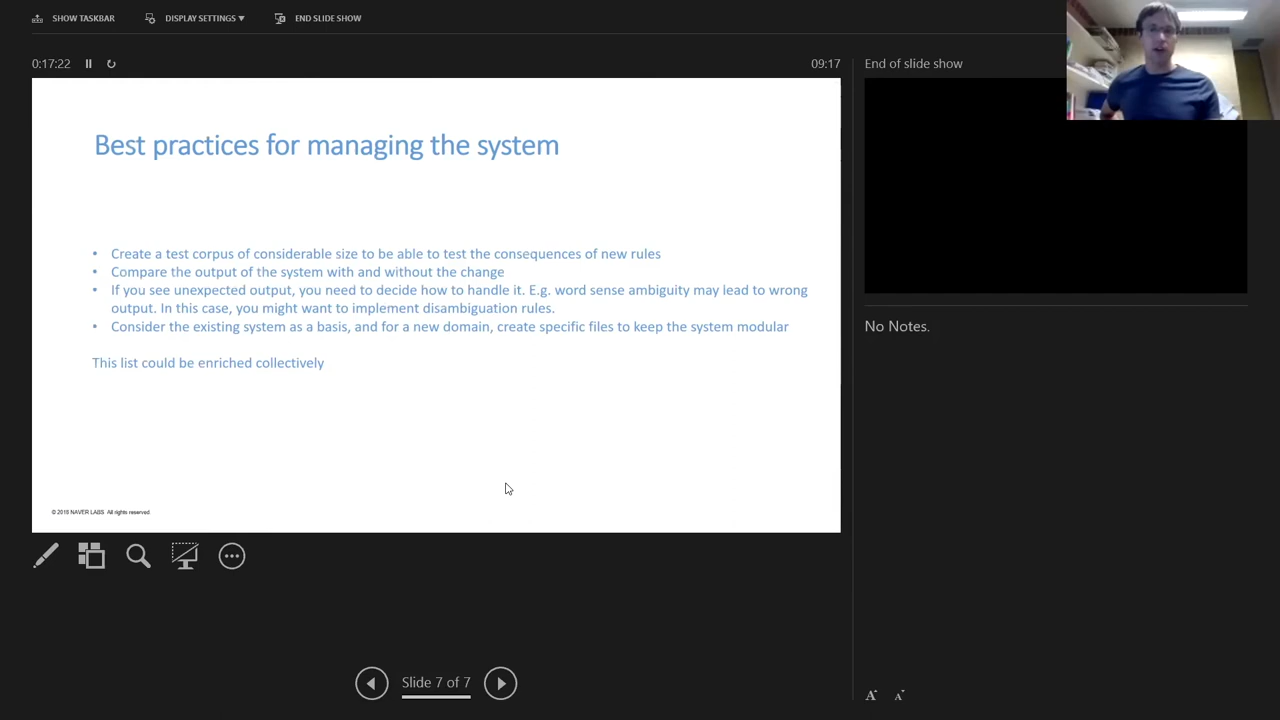 SHOW TASKBAR DISPLAY SETTINGS ▼ END SLIDE SHOW
0:17:22 09:17
End of slide show
Best practices for managing the system
• Create a test corpus of considerable size to be able to test the consequences of new rules
• Compare the output of the system with and without the change
• If you see unexpected output, you need to decide how to handle it. E.g. word sense ambiguity may lead to wrong
output. In this case, you might want to implement disambiguation rules.
• Consider the existing system as a basis, and for a new domain, create specific files to keep the system modular
This list could be enriched collectively
© 2018 NAVER LABS. All rights reserved.
No Notes.
Slide 7 of 7
A A